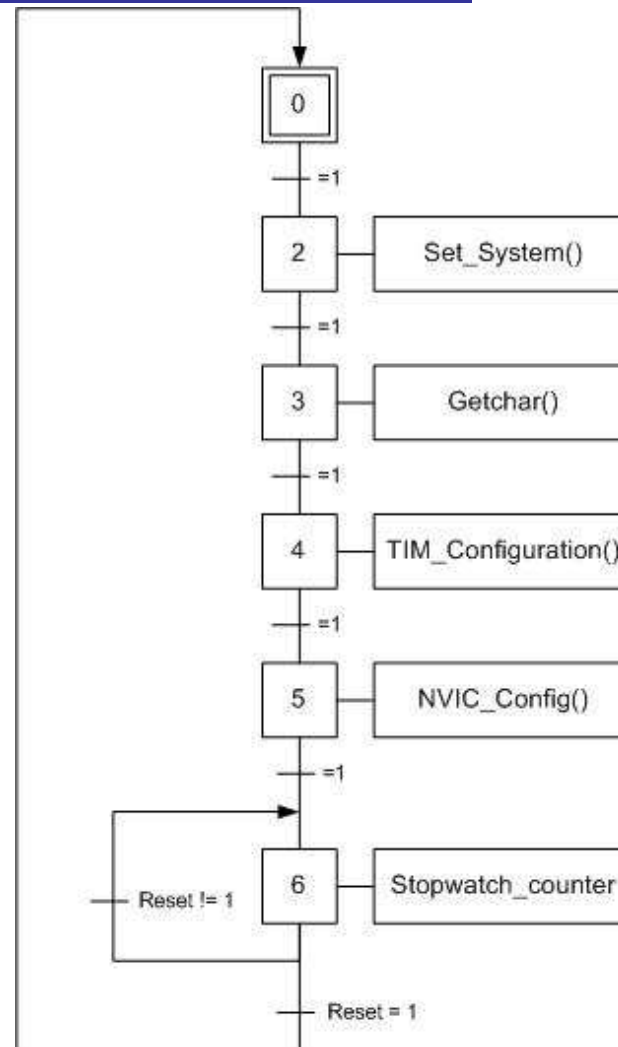 0
=1
2 Set_System()
=1
3 Getchar()
=1
4 TIM_Configuration()
=1
5 NVIC_Config()
=1
6 Stopwatch_counter
Reset != 1
Reset = 1